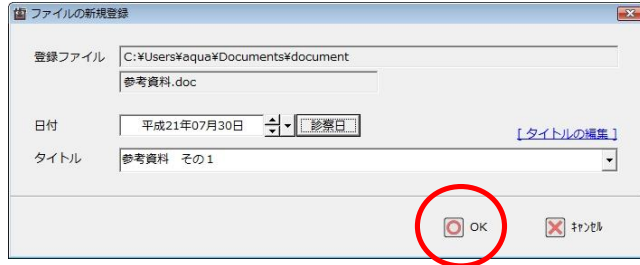 ファイルの新規登録
登録ファイル C:¥Users¥aqua¥Documents¥document
参考資料.doc
日付 平成21年07月30日 診察日
[ タイトルの編集 ]
タイトル 参考資料 その１
OK ｷｬﾝｾﾙ